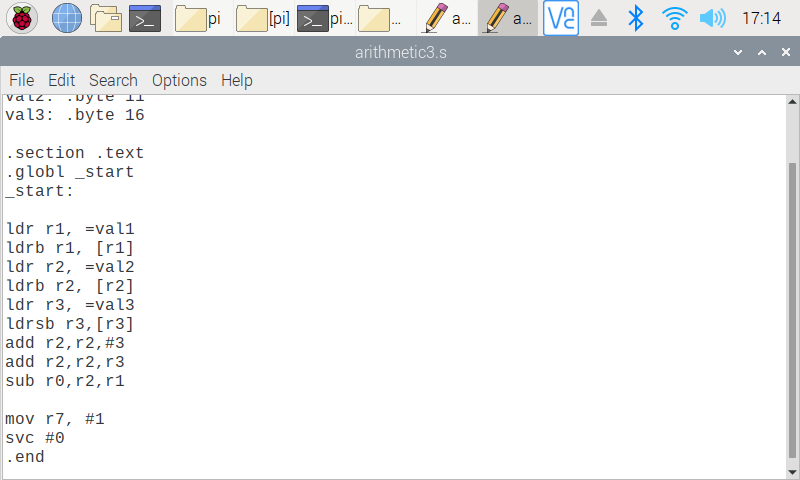 pi
[pi]
pi...
...
a...
a...
17:14
arithmetic3.s
File Edit Search Options Help
val2: .byte 11
val3: .byte 16
.section .text
.globl _start
_start:
ldr r1, =val1
ldrb r1, [r1]
ldr r2, =val2
ldrb r2, [r2]
ldr r3, =val3
ldrsb r3,[r3]
add r2,r2,#3
add r2,r2,r3
sub r0,r2,r1
mov r7, #1
svc #0
.end